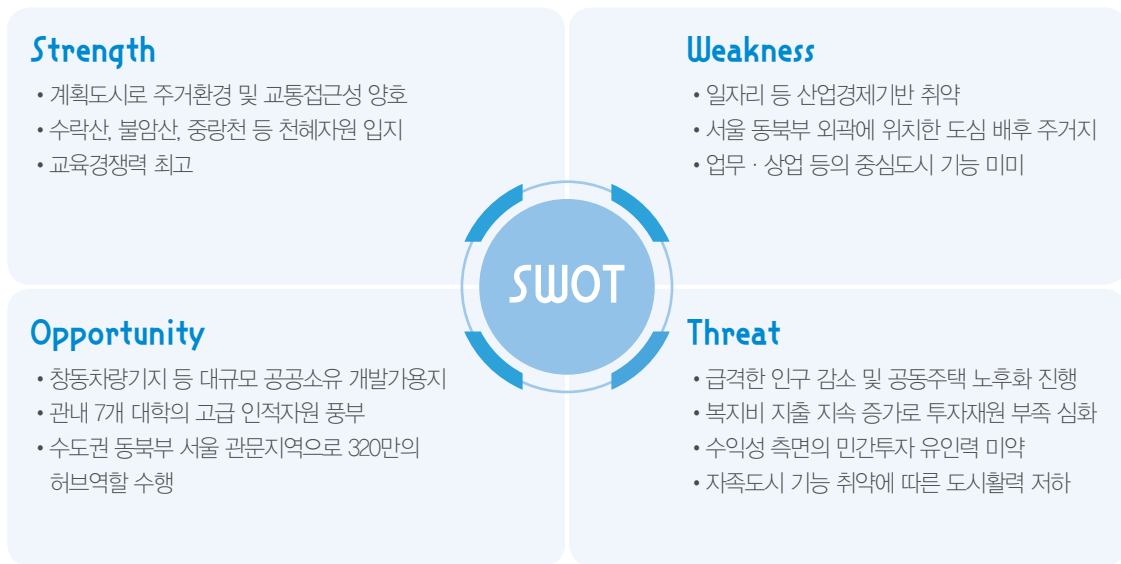 Strength
• 계획도시로 주거환경 및 교통접근성 양호
• 수락산, 불암산, 중랑천 등 천혜자원 입지
• 교육경쟁력 최고
Weakness
• 일자리 등 산업경제기반 취약
• 서울 동북부 외곽에 위치한 도심 배후 주거지
• 업무 · 상업 등의 중심도시 기능 미미
SWOT
Opportunity
• 창동차량기지 등 대규모 공공소유 개발가용지
• 관내 7개 대학의 고급 인적자원 풍부
• 수도권 동북부 서울 관문지역으로 320만의
허브역할 수행
Threat
• 급격한 인구 감소 및 공동주택 노후화 진행
• 복지비 지출 지속 증가로 투자재원 부족 심화
• 수익성 측면의 민간투자 유인력 미약
• 자족도시 기능 취약에 따른 도시활력 저하